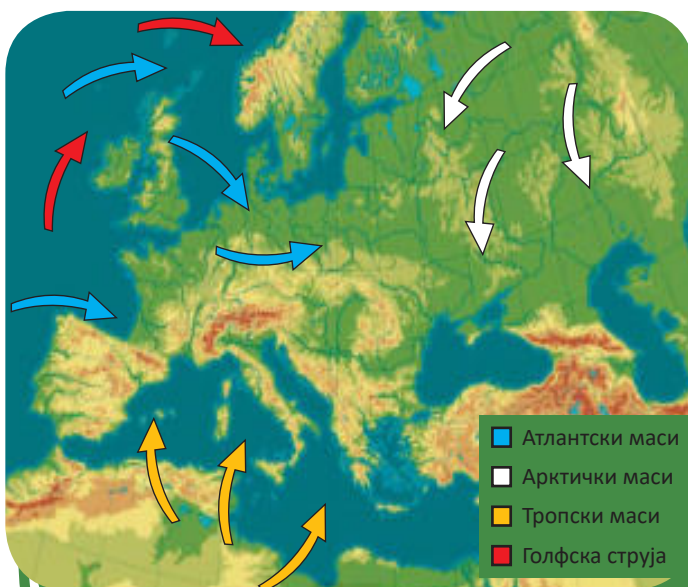 Атлантски маси
Арктички маси
Тропски маси
Голфска струја